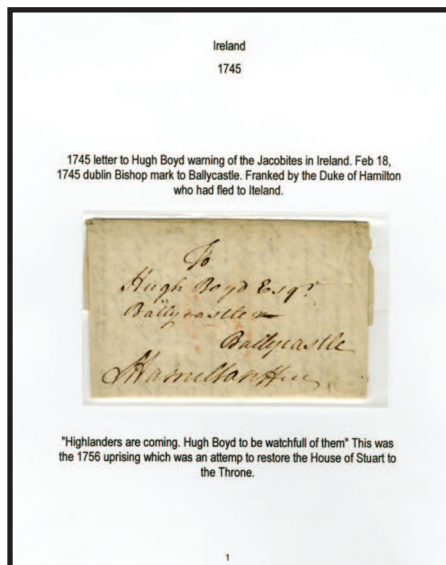 Ireland
1745
1745 letter to Hugh Boyd warning of the Jacobites in Ireland. Feb 18,
1745 dublin Bishop mark to Ballycastle. Franked by the Duke of Hamilton
who had fled to Iteland.
To
Hugh Boyd Esqr
Ballycastle
Ballycastle
Hamilton
"Highlanders are coming. Hugh Boyd to be watchfull of them" This was
the 1756 uprising which was an attemp to restore the House of Stuart to
the Throne.
1